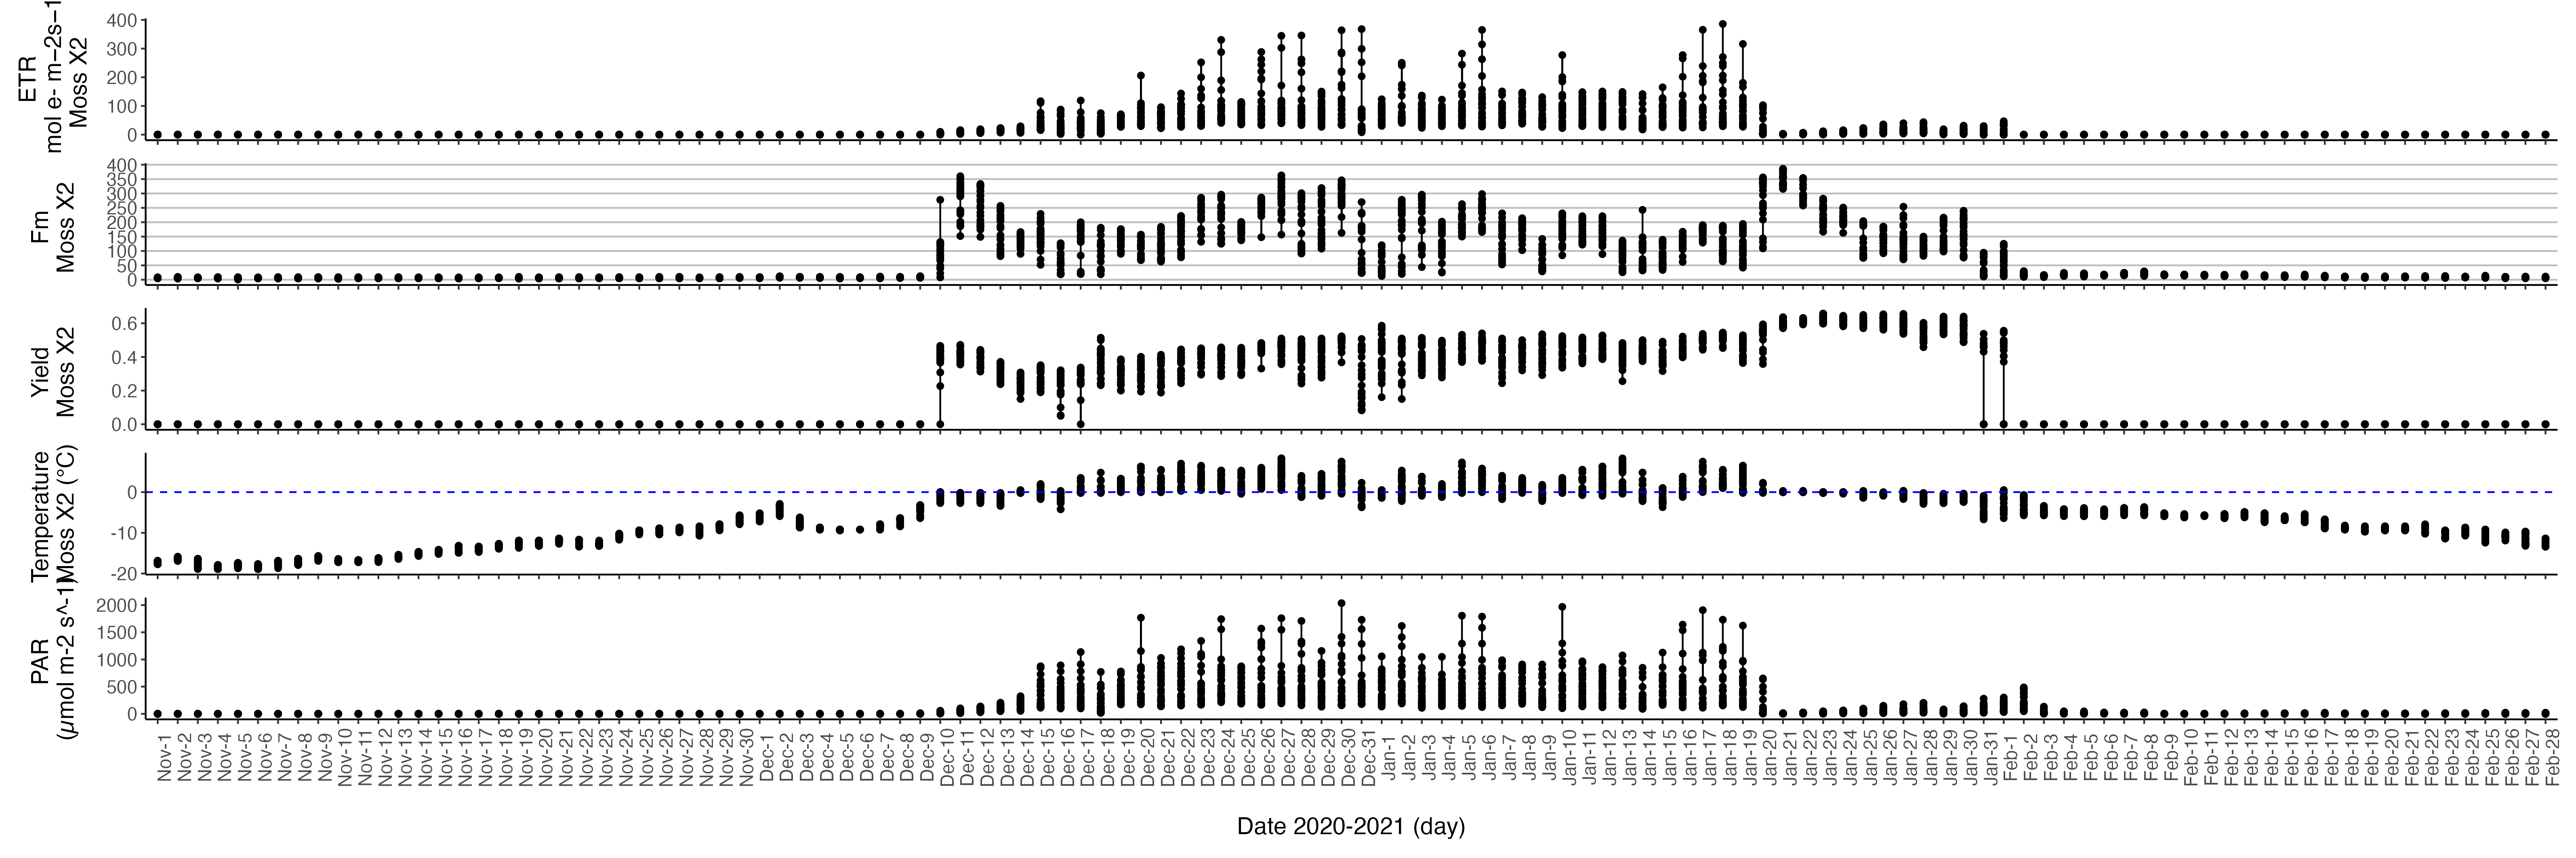 ETR
mol e- m−2s−1
Moss X2
400
300
200
100
0
Fm
Moss X2
400
350
300
250
200
150
100
50
0
Yield
Moss X2
0.6
0.4
0.2
0.0
Temperature
Moss X2 (°C)
0
-10
-20
PAR
(µmol m-2 s^-1)
2000
1500
1000
500
0
Nov-1
Nov-2
Nov-3
Nov-4
Nov-5
Nov-6
Nov-7
Nov-8
Nov-9
Nov-10
Nov-11
Nov-12
Nov-13
Nov-14
Nov-15
Nov-16
Nov-17
Nov-18
Nov-19
Nov-20
Nov-21
Nov-22
Nov-23
Nov-24
Nov-25
Nov-26
Nov-27
Nov-28
Nov-29
Nov-30
Dec-1
Dec-2
Dec-3
Dec-4
Dec-5
Dec-6
Dec-7
Dec-8
Dec-9
Dec-10
Dec-11
Dec-12
Dec-13
Dec-14
Dec-15
Dec-16
Dec-17
Dec-18
Dec-19
Dec-20
Dec-21
Dec-22
Dec-23
Dec-24
Dec-25
Dec-26
Dec-27
Dec-28
Dec-29
Dec-30
Dec-31
Jan-1
Jan-2
Jan-3
Jan-4
Jan-5
Jan-6
Jan-7
Jan-8
Jan-9
Jan-10
Jan-11
Jan-12
Jan-13
Jan-14
Jan-15
Jan-16
Jan-17
Jan-18
Jan-19
Jan-20
Jan-21
Jan-22
Jan-23
Jan-24
Jan-25
Jan-26
Jan-27
Jan-28
Jan-29
Jan-30
Jan-31
Feb-1
Feb-2
Feb-3
Feb-4
Feb-5
Feb-6
Feb-7
Feb-8
Feb-9
Feb-10
Feb-11
Feb-12
Feb-13
Feb-14
Feb-15
Feb-16
Feb-17
Feb-18
Feb-19
Feb-20
Feb-21
Feb-22
Feb-23
Feb-24
Feb-25
Feb-26
Feb-27
Feb-28
Date 2020-2021 (day)